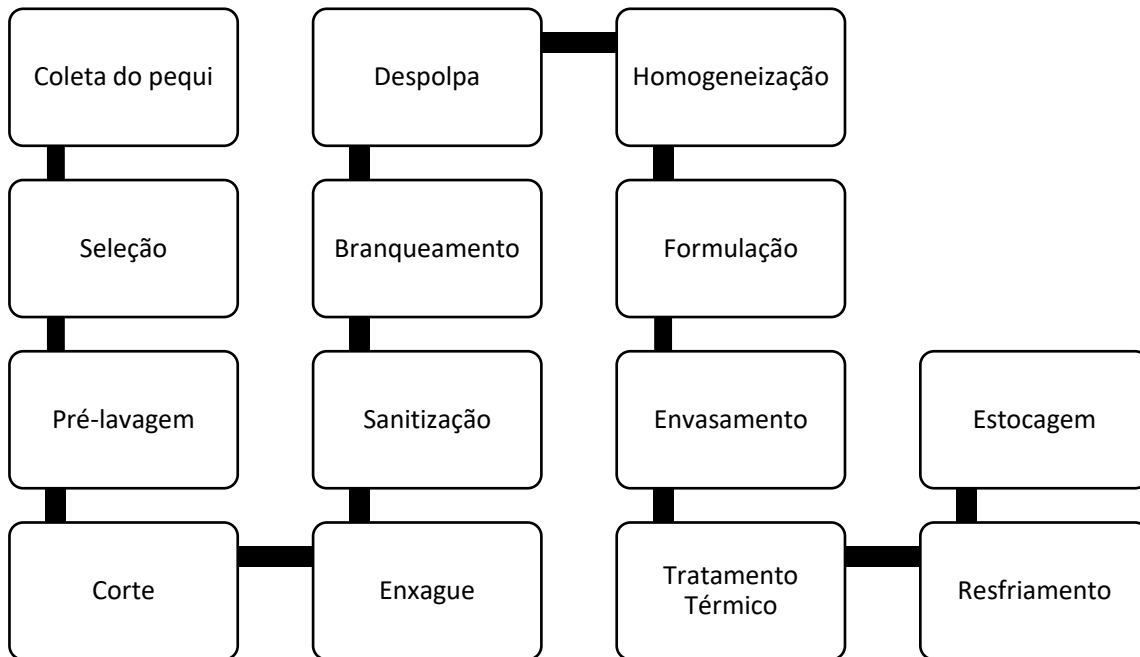 Coleta do pequi
Seleção
Pré-lavagem
Corte
Enxague
Sanitização
Branqueamento
Despolpa
Homogeneização
Formulação
Envasamento
Tratamento
Térmico
Resfriamento
Estocagem